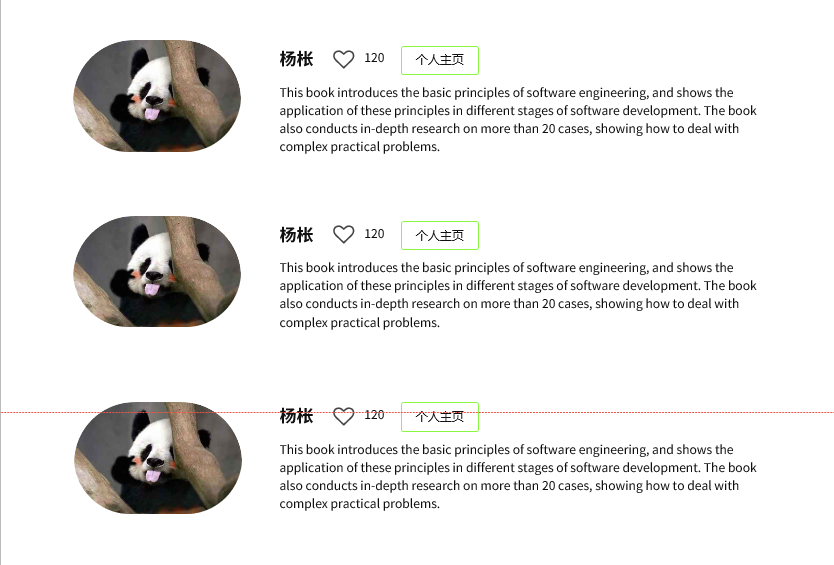 杨枨 120 个人主页
This book introduces the basic principles of software engineering, and shows the
application of these principles in different stages of software development. The book
also conducts in-depth research on more than 20 cases, showing how to deal with
complex practical problems.
杨枨 120 个人主页
This book introduces the basic principles of software engineering, and shows the
application of these principles in different stages of software development. The book
also conducts in-depth research on more than 20 cases, showing how to deal with
complex practical problems.
杨枨 120 个人主页
This book introduces the basic principles of software engineering, and shows the
application of these principles in different stages of software development. The book
also conducts in-depth research on more than 20 cases, showing how to deal with
complex practical problems.